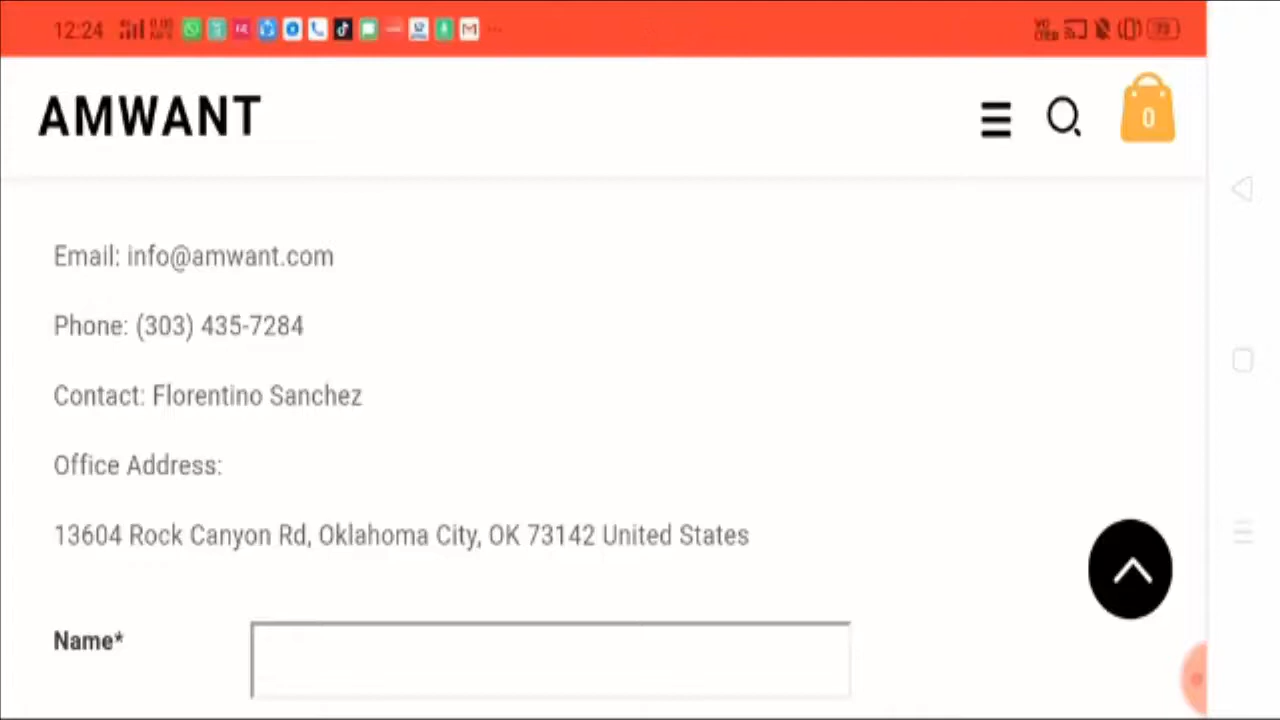 12:24
AMWANT
0
Email: info@amwant.com
Phone: (303) 435-7284
Contact: Florentino Sanchez
Office Address:
13604 Rock Canyon Rd, Oklahoma City, OK 73142 United States
Name*